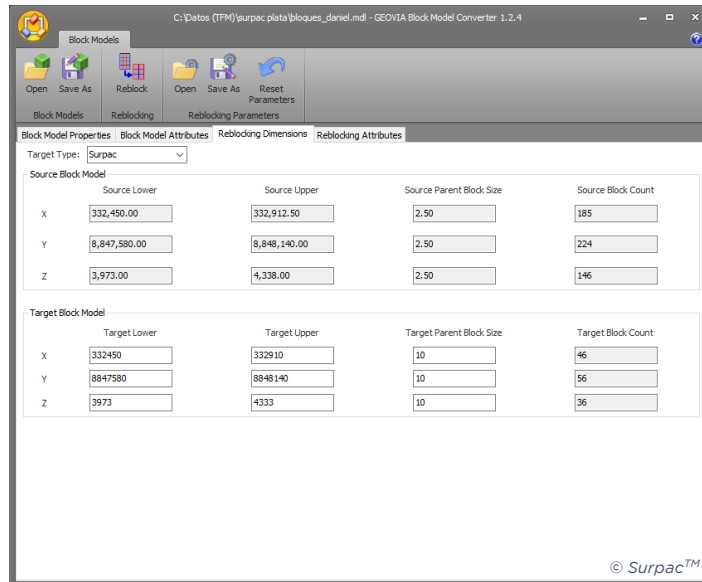 C:\Datos (TFM)\surpac plata\bloques_daniel.mdl - GEOVIA Block Model Converter 1.2.4
Block Models
Open Save As Reblock Open Save As Reset Parameters
Block Models Reblocking Reblocking Parameters
Block Model Properties Block Model Attributes Reblocking Dimensions Reblocking Attributes
Target Type: Surpac
Source Block Model
Source Lower Source Upper Source Parent Block Size Source Block Count
X 332,450.00 332,912.50 2.50 185
Y 8,847,580.00 8,848,140.00 2.50 224
Z 3,973.00 4,338.00 2.50 146
Target Block Model
Target Lower Target Upper Target Parent Block Size Target Block Count
X 332450 332910 10 46
Y 8847580 8848140 10 56
Z 3973 4333 10 36
© Surpac™